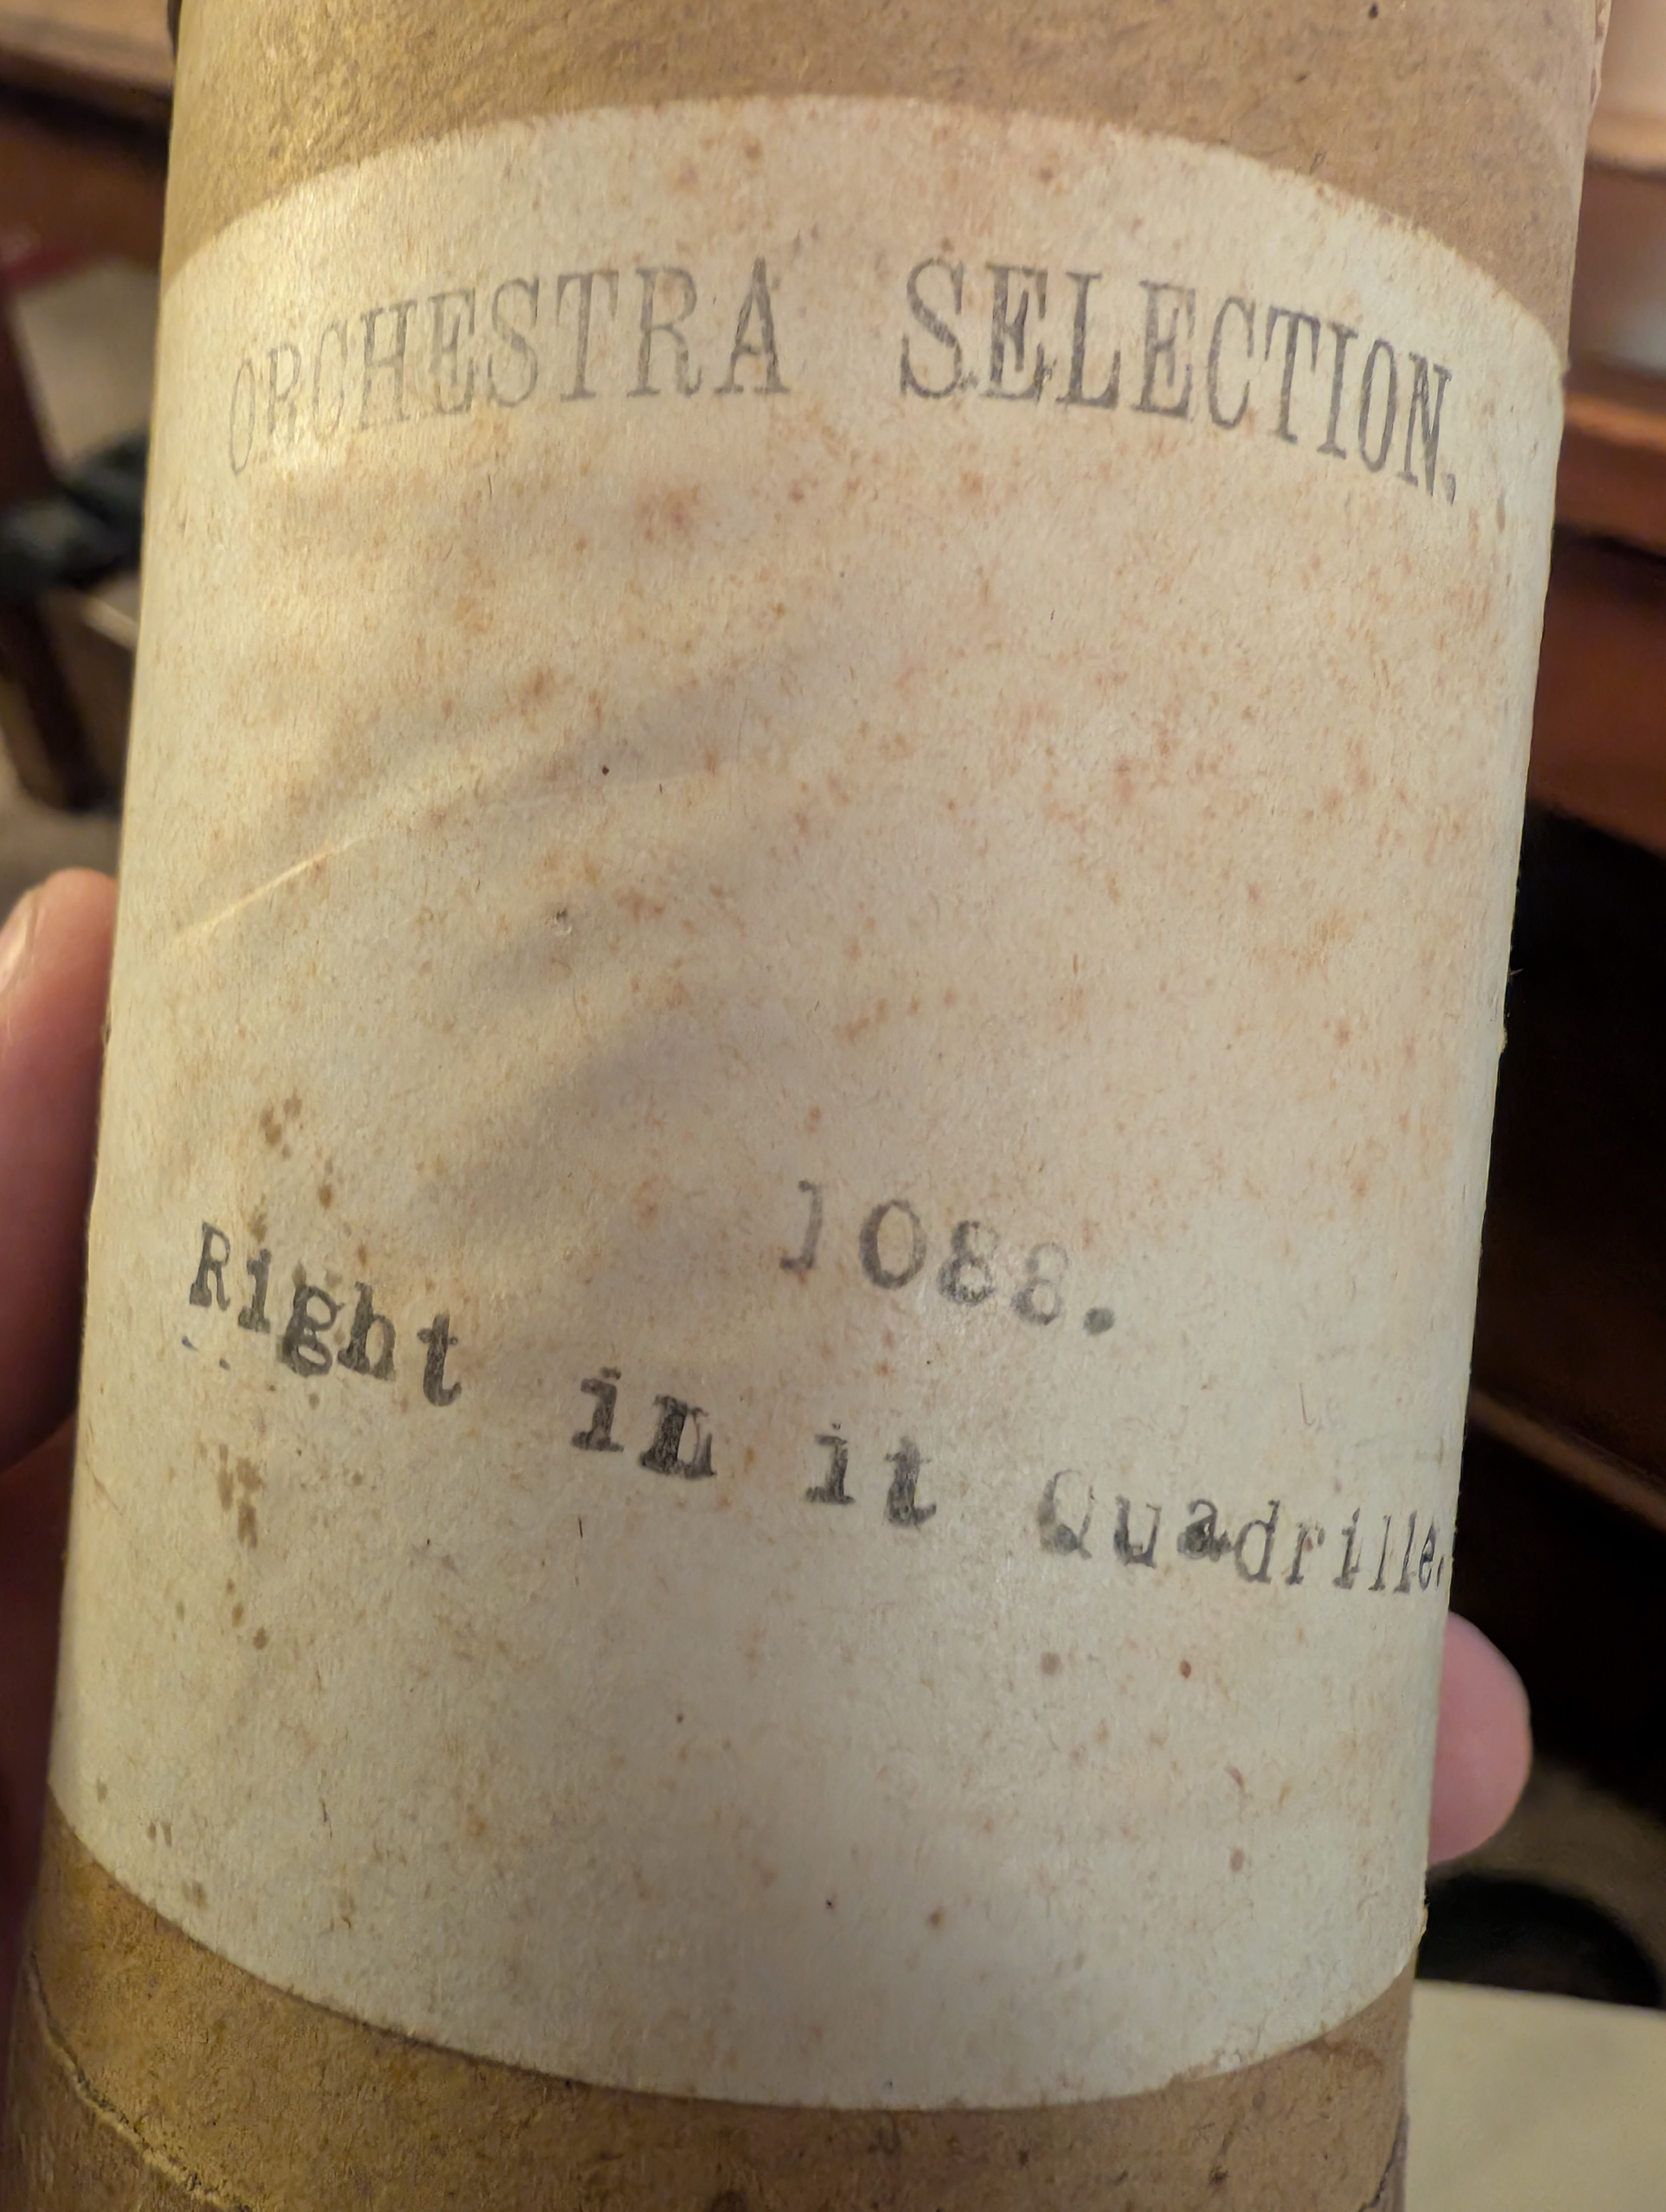 ORCHESTRA SELECTION.
1088.
Right in it Quadrille.